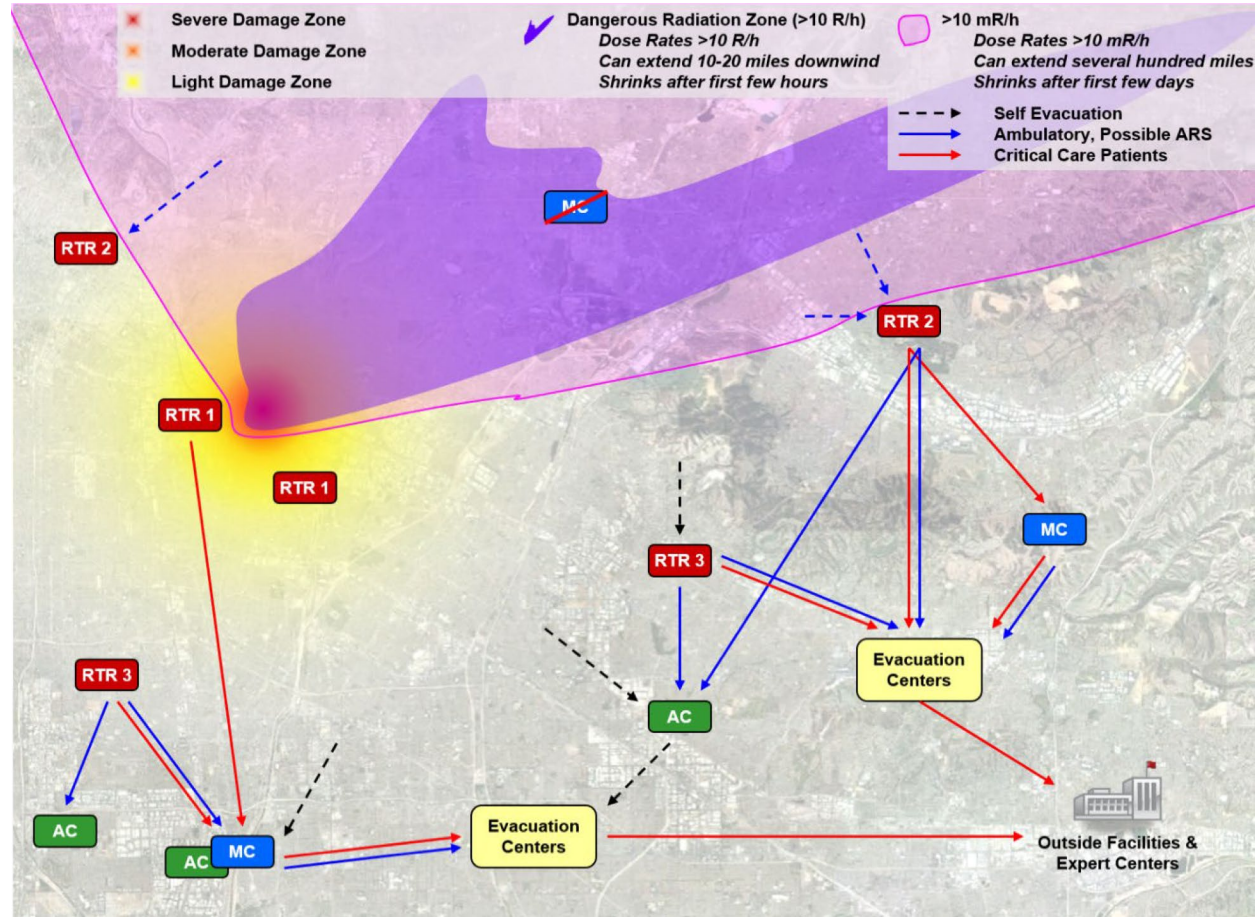 Severe Damage Zone
Moderate Damage Zone
Light Damage Zone
Dangerous Radiation Zone (>10 R/h)
Dose Rates >10 R/h
Can extend 10-20 miles downwind
Shrinks after first few hours
>10 mR/h
Dose Rates >10 mR/h
Can extend several hundred miles
Shrinks after first few days
Self Evacuation
Ambulatory, Possible ARS
Critical Care Patients
MC
RTR 2
RTR 2
RTR 1
RTR 1
MC
RTR 3
Evacuation
Centers
RTR 3
AC
AC
AC
MC
Evacuation
Centers
Outside Facilities &
Expert Centers